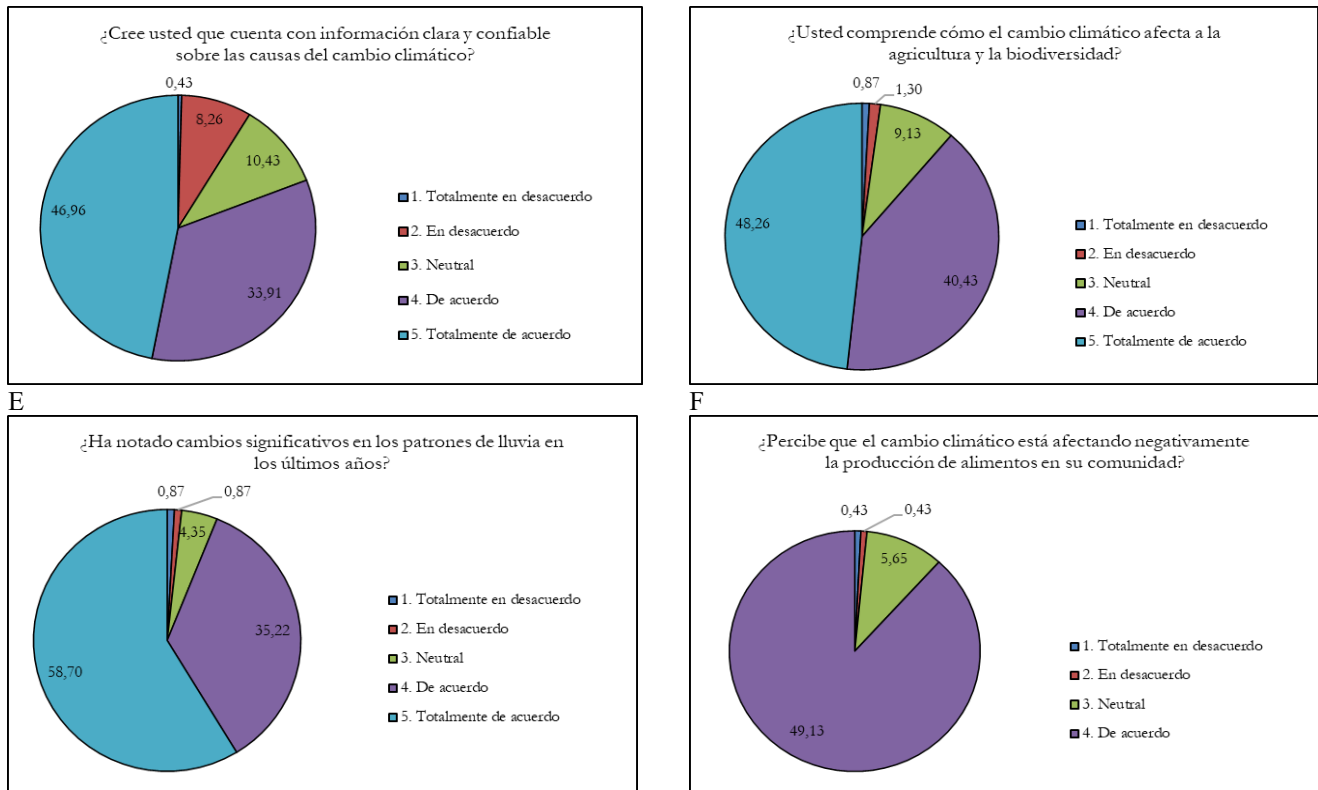 ¿Cree usted que cuenta con información clara y confiable
sobre las causas del cambio climático?
0,43
8,26
10,43
46,96
33,91
1. Totalmente en desacuerdo
2. En desacuerdo
3. Neutral
4. De acuerdo
5. Totalmente de acuerdo
¿Usted comprende cómo el cambio climático afecta a la
agricultura y la biodiversidad?
0,87
1,30
9,13
48,26
40,43
1. Totalmente en desacuerdo
2. En desacuerdo
3. Neutral
4. De acuerdo
5. Totalmente de acuerdo
E
¿Ha notado cambios significativos en los patrones de lluvia en
los últimos años?
0,87
0,87
4,35
35,22
58,70
1. Totalmente en desacuerdo
2. En desacuerdo
3. Neutral
4. De acuerdo
5. Totalmente de acuerdo
F
¿Percibe que el cambio climático está afectando negativamente
la producción de alimentos en su comunidad?
0,43
0,43
5,65
49,13
1. Totalmente en desacuerdo
2. En desacuerdo
3. Neutral
4. De acuerdo